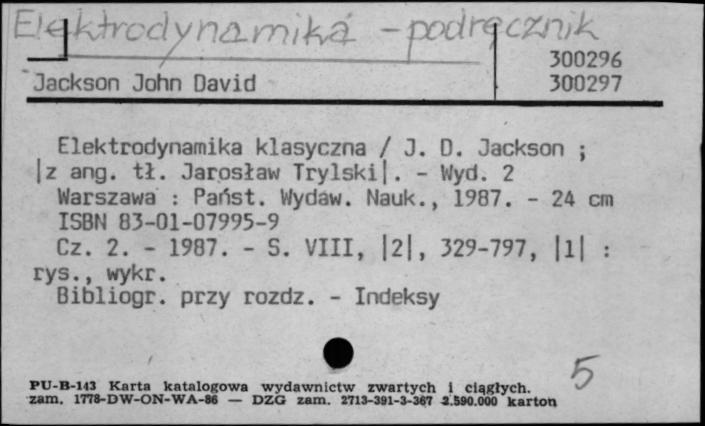 Elektrodynamika - podręcznik
300296
Jackson John David 300297
Elektrodynamika klasyczna / J. D. Jackson ;
|z ang. tł. Jarosław Trylski|. - Wyd. 2
Warszawa : Państ. Wydaw. Nauk., 1987. - 24 cm
ISBN 83-01-07995-9
Cz. 2. - 1987. - S. VIII, |2|, 329-797, |1| :
rys., wykr.
Bibliogr. przy rozdz. - Indeksy
5
PU-B-143 Karta katalogowa wydawnictw zwartych i ciągłych.
zam. 1778-DW-ON-WA-86 — DZG zam. 2713-391-3-367 2.590.000 karton